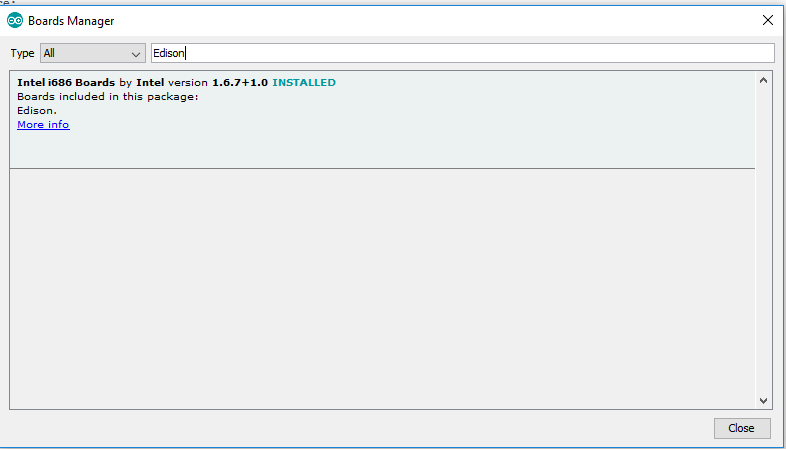 Boards Manager
Type All Edison
Intel i686 Boards by Intel version 1.6.7+1.0 INSTALLED
Boards included in this package:
Edison.
More info
Close